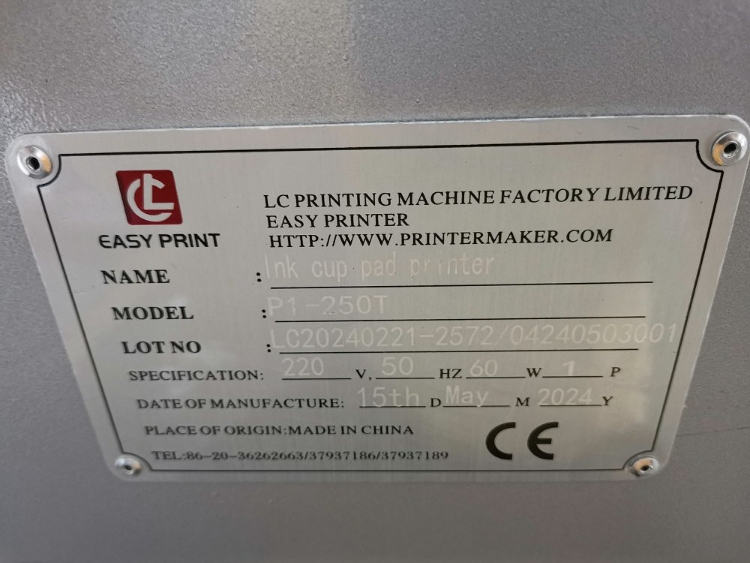 LC
EASY PRINT
LC PRINTING MACHINE FACTORY LIMITED
EASY PRINTER
HTTP://WWW.PRINTERMAKER.COM
NAME : Ink cup pad printer
MODEL : P1-250T
LOT NO : LC20240221-2572/04240503001
SPECIFICATION: 220 V, 50 HZ 60 W 1 P
DATE OF MANUFACTURE: 15th D May M 2024 Y
PLACE OF ORIGIN:MADE IN CHINA
CE
TEL:86-20-36262663/37937186/37937189